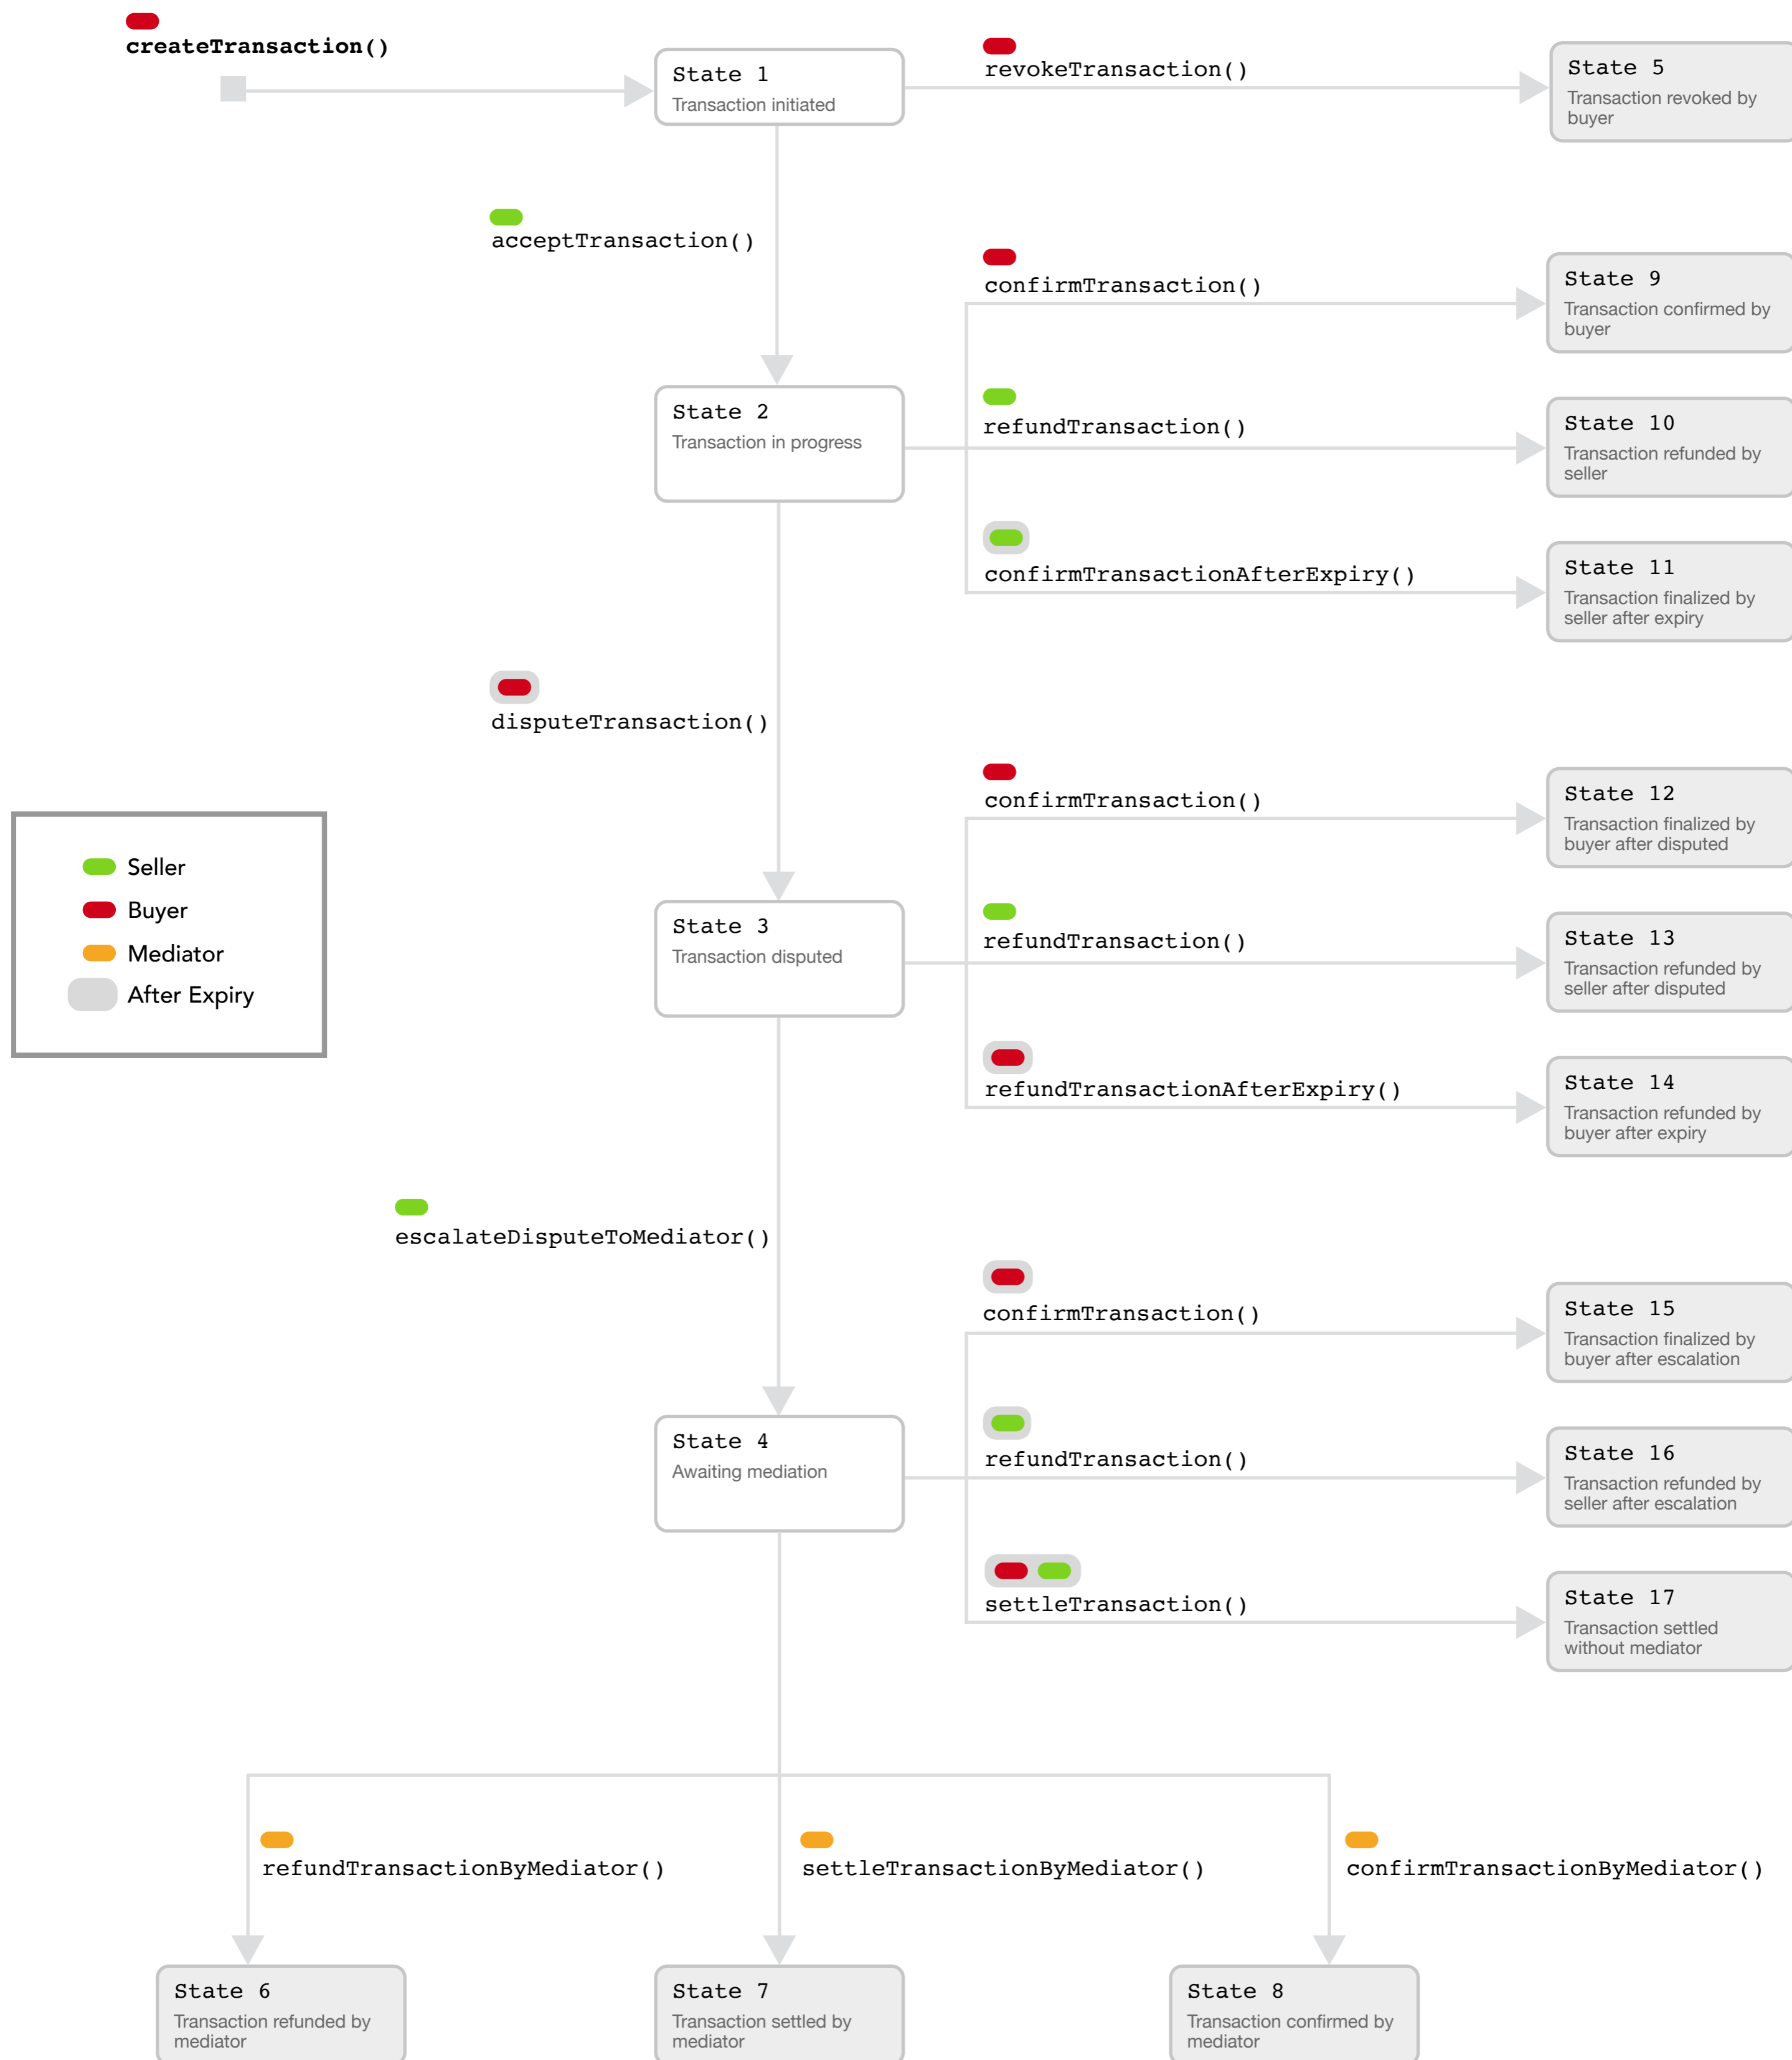 createTransaction()
State 1
Transaction initiated
revokeTransaction()
State 5
Transaction revoked by
buyer
acceptTransaction()
confirmTransaction()
State 9
Transaction confirmed by
buyer
State 2
Transaction in progress
refundTransaction()
State 10
Transaction refunded by
seller
confirmTransactionAfterExpiry()
State 11
Transaction finalized by
seller after expiry
disputeTransaction()
confirmTransaction()
State 12
Transaction finalized by
buyer after disputed
Seller
Buyer
Mediator
After Expiry
State 3
Transaction disputed
refundTransaction()
State 13
Transaction refunded by
seller after disputed
refundTransactionAfterExpiry()
State 14
Transaction refunded by
buyer after expiry
escalateDisputeToMediator()
confirmTransaction()
State 15
Transaction finalized by
buyer after escalation
State 4
Awaiting mediation
refundTransaction()
State 16
Transaction refunded by
seller after escalation
settleTransaction()
State 17
Transaction settled
without mediator
refundTransactionByMediator()
settleTransactionByMediator()
confirmTransactionByMediator()
State 6
Transaction refunded by
mediator
State 7
Transaction settled by
mediator
State 8
Transaction confirmed by
mediator